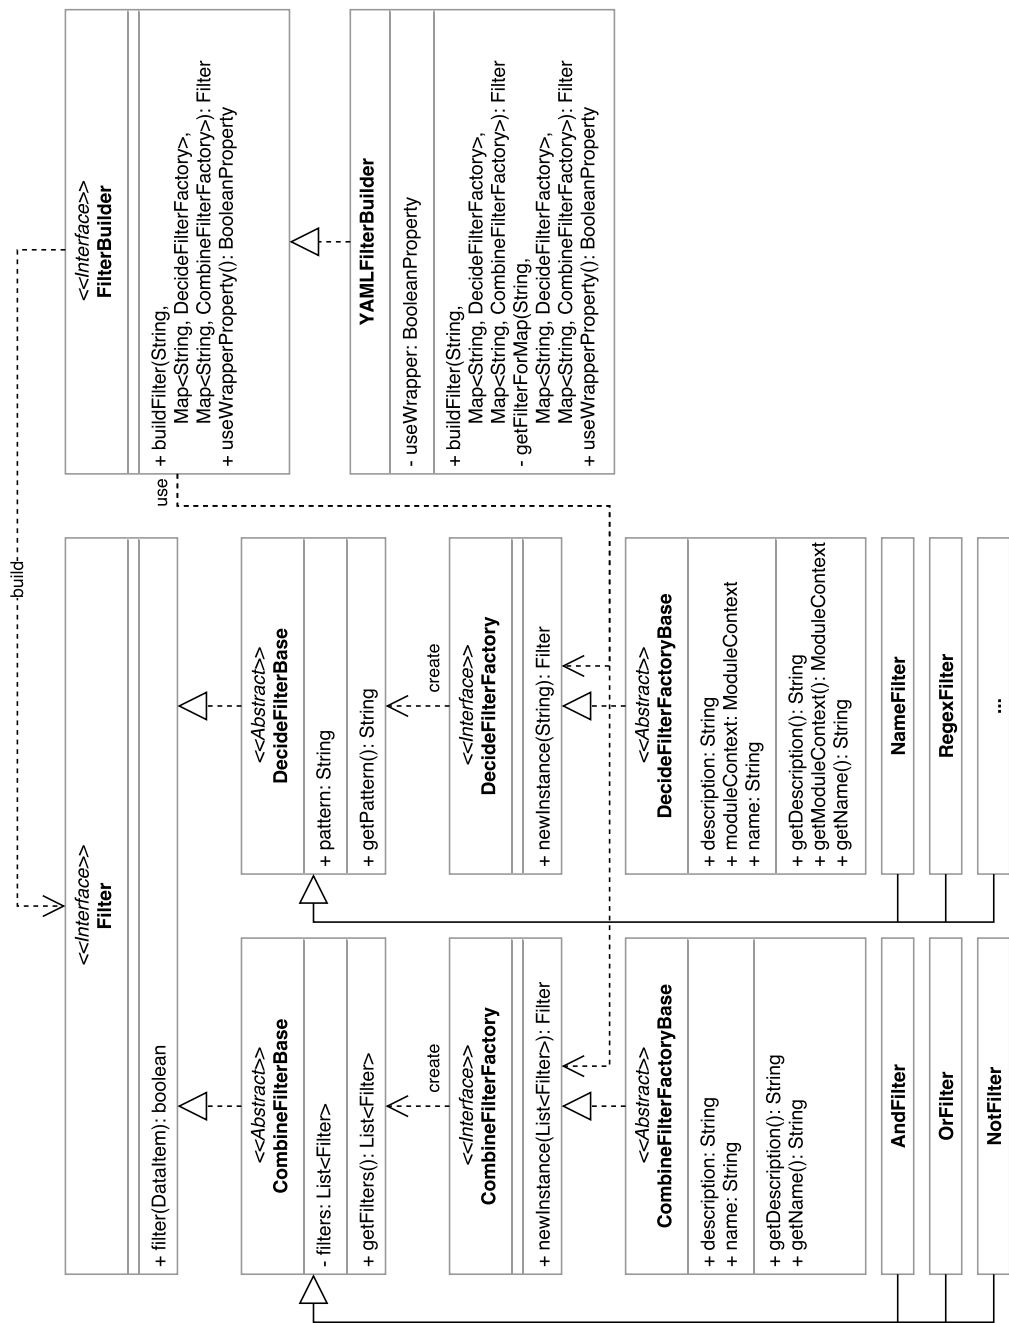 <<Interface>>
Filter
+ filter(DataItem): boolean
build
<<Interface>>
FilterBuilder
+ buildFilter(String,
Map<String, DecideFilterFactory>,
Map<String, CombineFilterFactory>): Filter
+ useWrapperProperty(): BooleanProperty
use
<<Abstract>>
CombineFilterBase
- filters: List<Filter>
+ getFilters(): List<Filter>
<<Abstract>>
DecideFilterBase
+ pattern: String
+ getPattern(): String
YAMLFilterBuilder
- useWrapper: BooleanProperty
+ buildFilter(String,
Map<String, DecideFilterFactory>,
Map<String, CombineFilterFactory>): Filter
- getFilterForMap(String,
Map<String, DecideFilterFactory>,
Map<String, CombineFilterFactory>): Filter
+ useWrapperProperty(): BooleanProperty
create
<<Interface>>
CombineFilterFactory
+ newInstance(List<Filter>): Filter
create
<<Interface>>
DecideFilterFactory
+ newInstance(String): Filter
<<Abstract>>
CombineFilterFactoryBase
+ description: String
+ name: String
+ getDescription(): String
+ getName(): String
<<Abstract>>
DecideFilterFactoryBase
+ description: String
+ moduleContext: ModuleContext
+ name: String
+ getDescription(): String
+ getModuleContext(): ModuleContext
+ getName(): String
AndFilter
OrFilter
NotFilter
NameFilter
RegexFilter
...